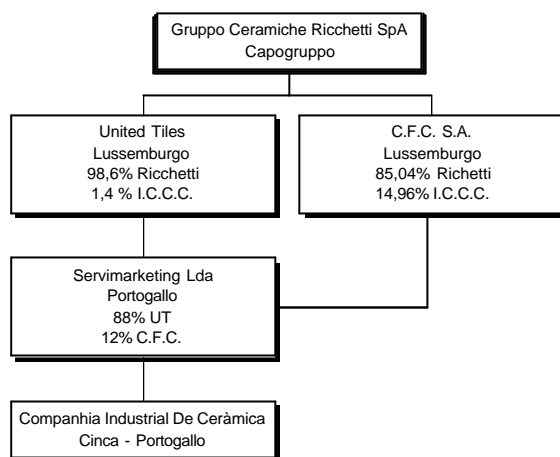 Gruppo Ceramiche Ricchetti SpA
Capogruppo
United Tiles
Lussemburgo
98,6% Ricchetti
1,4 % I.C.C.C.
C.F.C. S.A.
Lussemburgo
85,04% Richetti
14,96% I.C.C.C.
Servimarketing Lda
Portogallo
88% UT
12% C.F.C.
Companhia Industrial De Ceràmica
Cinca - Portogallo